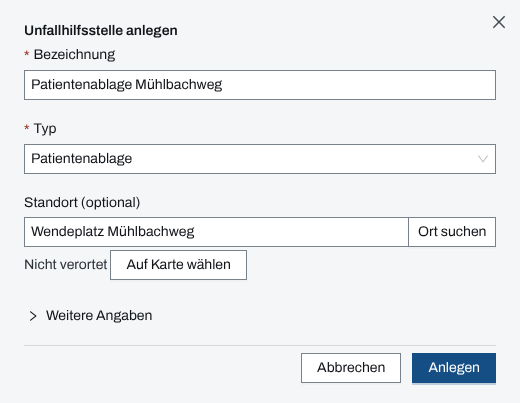 Unfallhilfsstelle anlegen
* Bezeichnung
Patientenablage Mühlbachweg
* Typ
Patientenablage
Standort (optional)
Wendeplatz Mühlbachweg Ort suchen
Nicht verortet Auf Karte wählen
Weitere Angaben
Abbrechen Anlegen